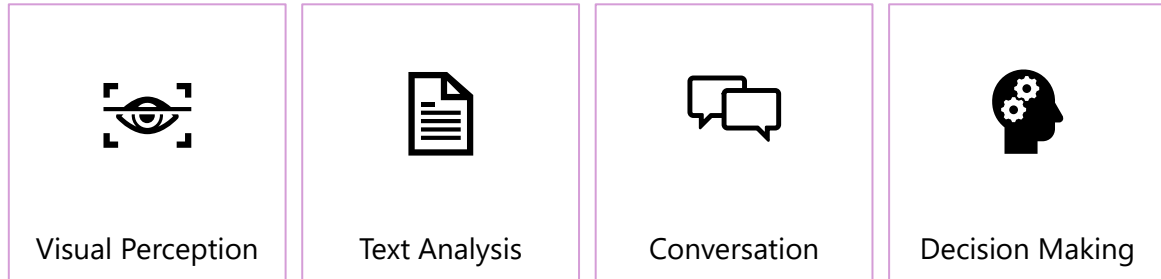 Visual Perception
Text Analysis
Conversation
Decision Making